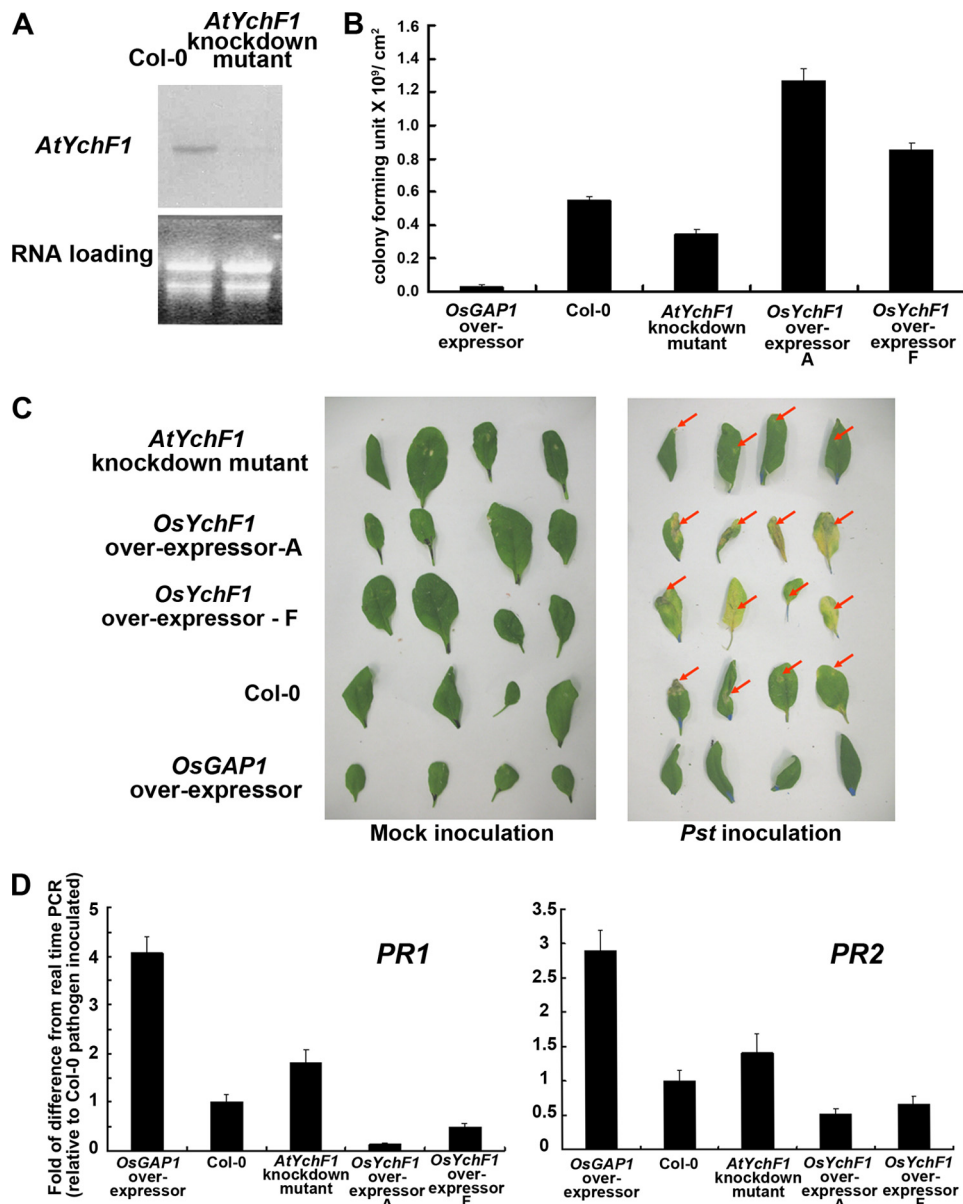 A
Col-0
AtYchF1
knockdown
mutant
AtYchF1
RNA loading
B
colony forming unit X 10⁹/ cm²
1.6
1.4
1.2
1.0
0.8
0.6
0.4
0.2
0.0
OsGAP1
over-
expressor
Col-0
AtYchF1
knockdown
mutant
OsYchF1
over-
expressor
A
OsYchF1
over-
expressor
F
C
AtYchF1
knockdown mutant
OsYchF1
over-expressor-A
OsYchF1
over-expressor - F
Col-0
OsGAP1
over-expressor
Mock inoculation
Pst inoculation
D
Fold of difference from real time PCR
(relative to Col-0 pathogen inoculated)
5
4
3
2
1
0
PR1
OsGAP1
over-
expressor
Col-0
AtYchF1
knockdown
mutant
OsYchF1
over-
expressor
A
OsYchF1
over-
expressor
F
3.5
3
2.5
2
1.5
1
0.5
0
PR2
OsGAP1
over-
expressor
Col-0
AtYchF1
knockdown
mutant
OsYchF1
over-
expressor
A
OsYchF1
over-
expressor
F